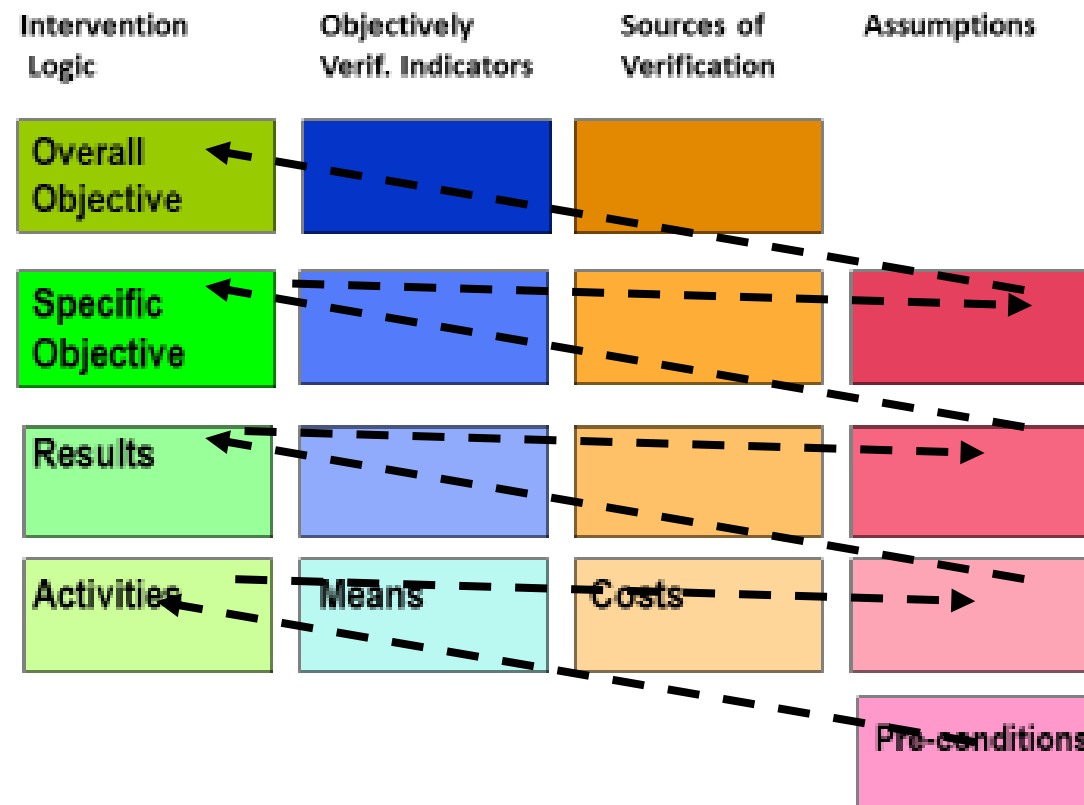 Intervention
Logic
Objectively
Verif. Indicators
Sources of
Verification
Assumptions
Overall
Objective
Specific
Objective
Results
Activities
Means
Costs
Pre-conditions